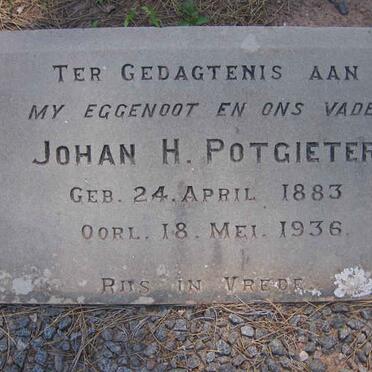 TER GEDAGTENIS AAN
MY EGGENOOT EN ONS VADE
JOHAN H. POTGIETER
GEB. 24. APRIL 1883
OORL. 18. MEI. 1936.
RUS IN VREDE